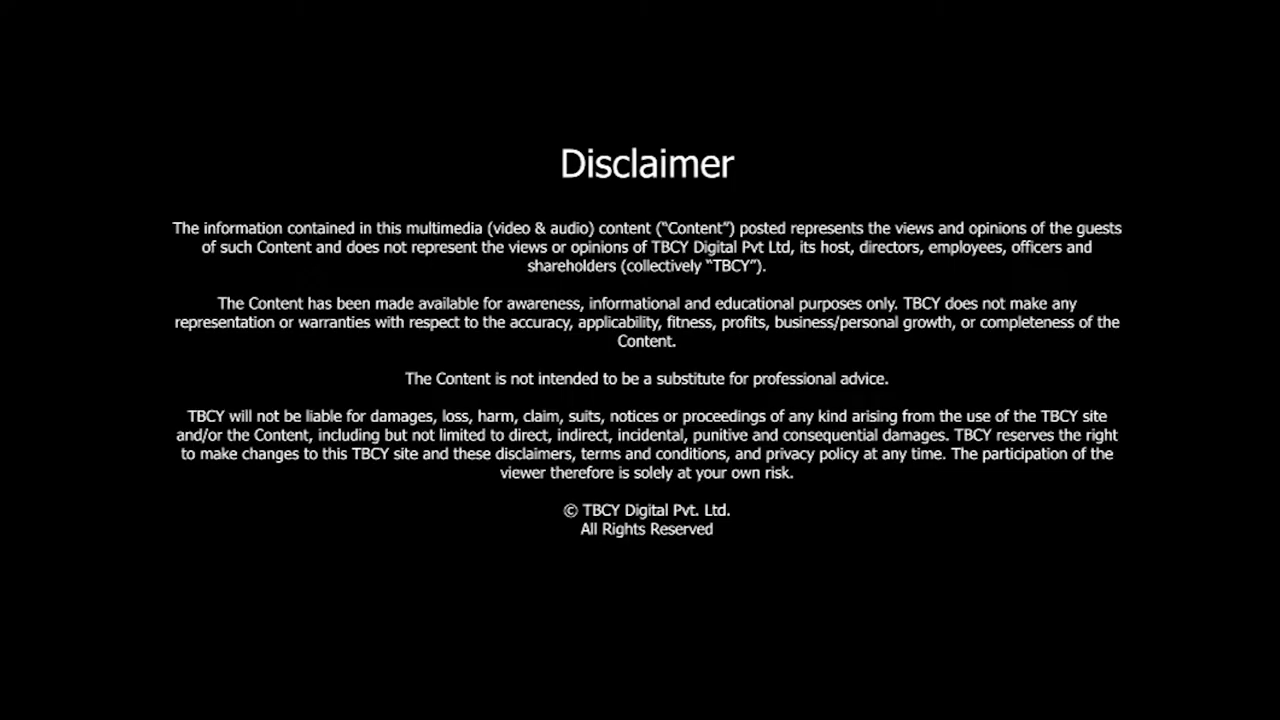 Disclaimer
The information contained in this multimedia (video & audio) content (“Content”) posted represents the views and opinions of the guests
of such Content and does not represent the views or opinions of TBCY Digital Pvt Ltd, its host, directors, employees, officers and
shareholders (collectively “TBCY”).
The Content has been made available for awareness, informational and educational purposes only. TBCY does not make any
representation or warranties with respect to the accuracy, applicability, fitness, profits, business/personal growth, or completeness of the
Content.
The Content is not intended to be a substitute for professional advice.
TBCY will not be liable for damages, loss, harm, claim, suits, notices or proceedings of any kind arising from the use of the TBCY site
and/or the Content, including but not limited to direct, indirect, incidental, punitive and consequential damages. TBCY reserves the right
to make changes to this TBCY site and these disclaimers, terms and conditions, and privacy policy at any time. The participation of the
viewer therefore is solely at your own risk.
© TBCY Digital Pvt. Ltd.
All Rights Reserved